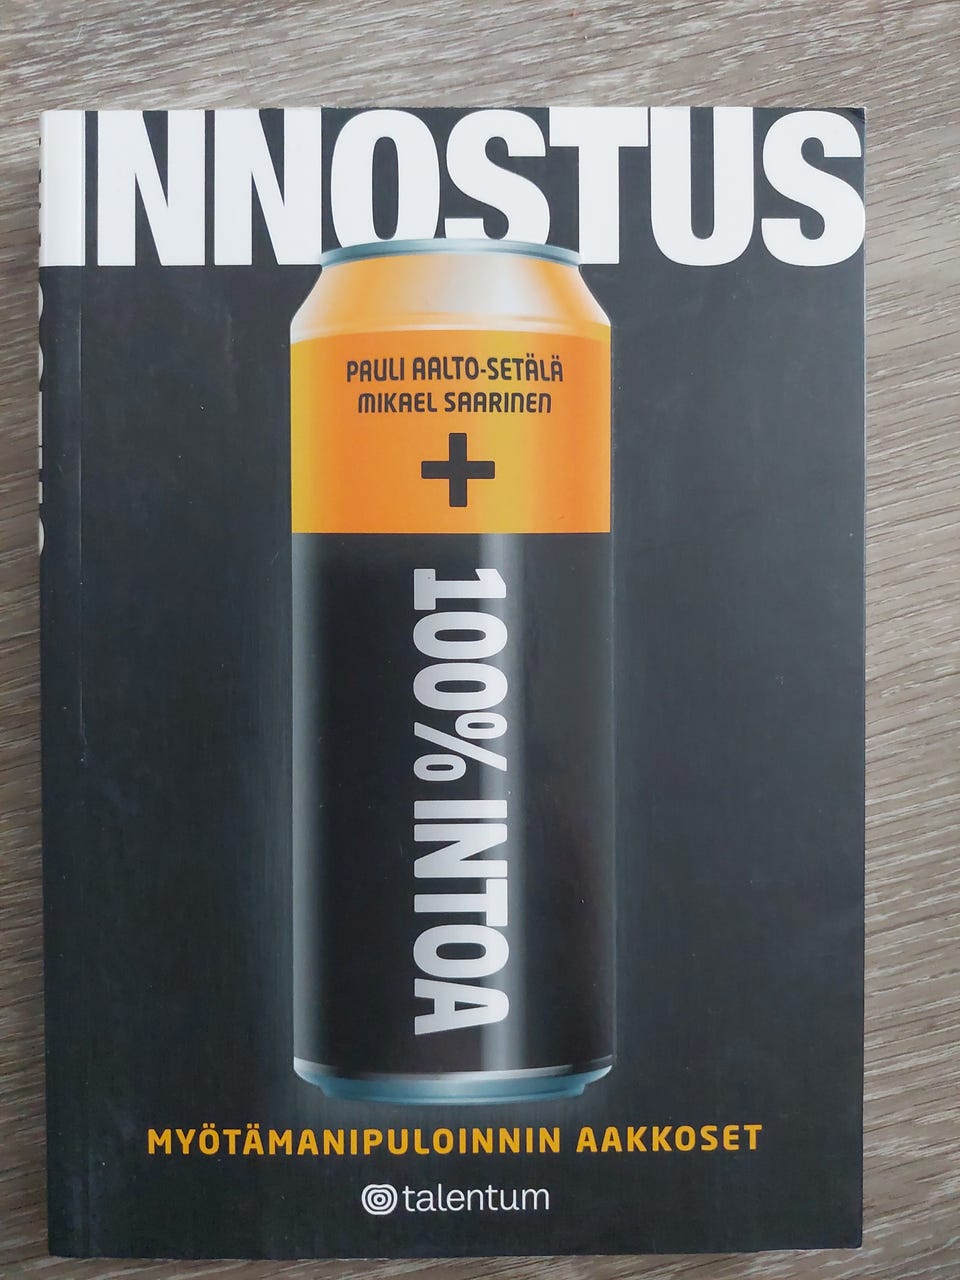 INNOSTUS
PAULI AALTO-SETÄLÄ
MIKAEL SAARINEN
+
100% INTOA
MYÖTÄMANIPULOINNIN AAKKOSET
talentum